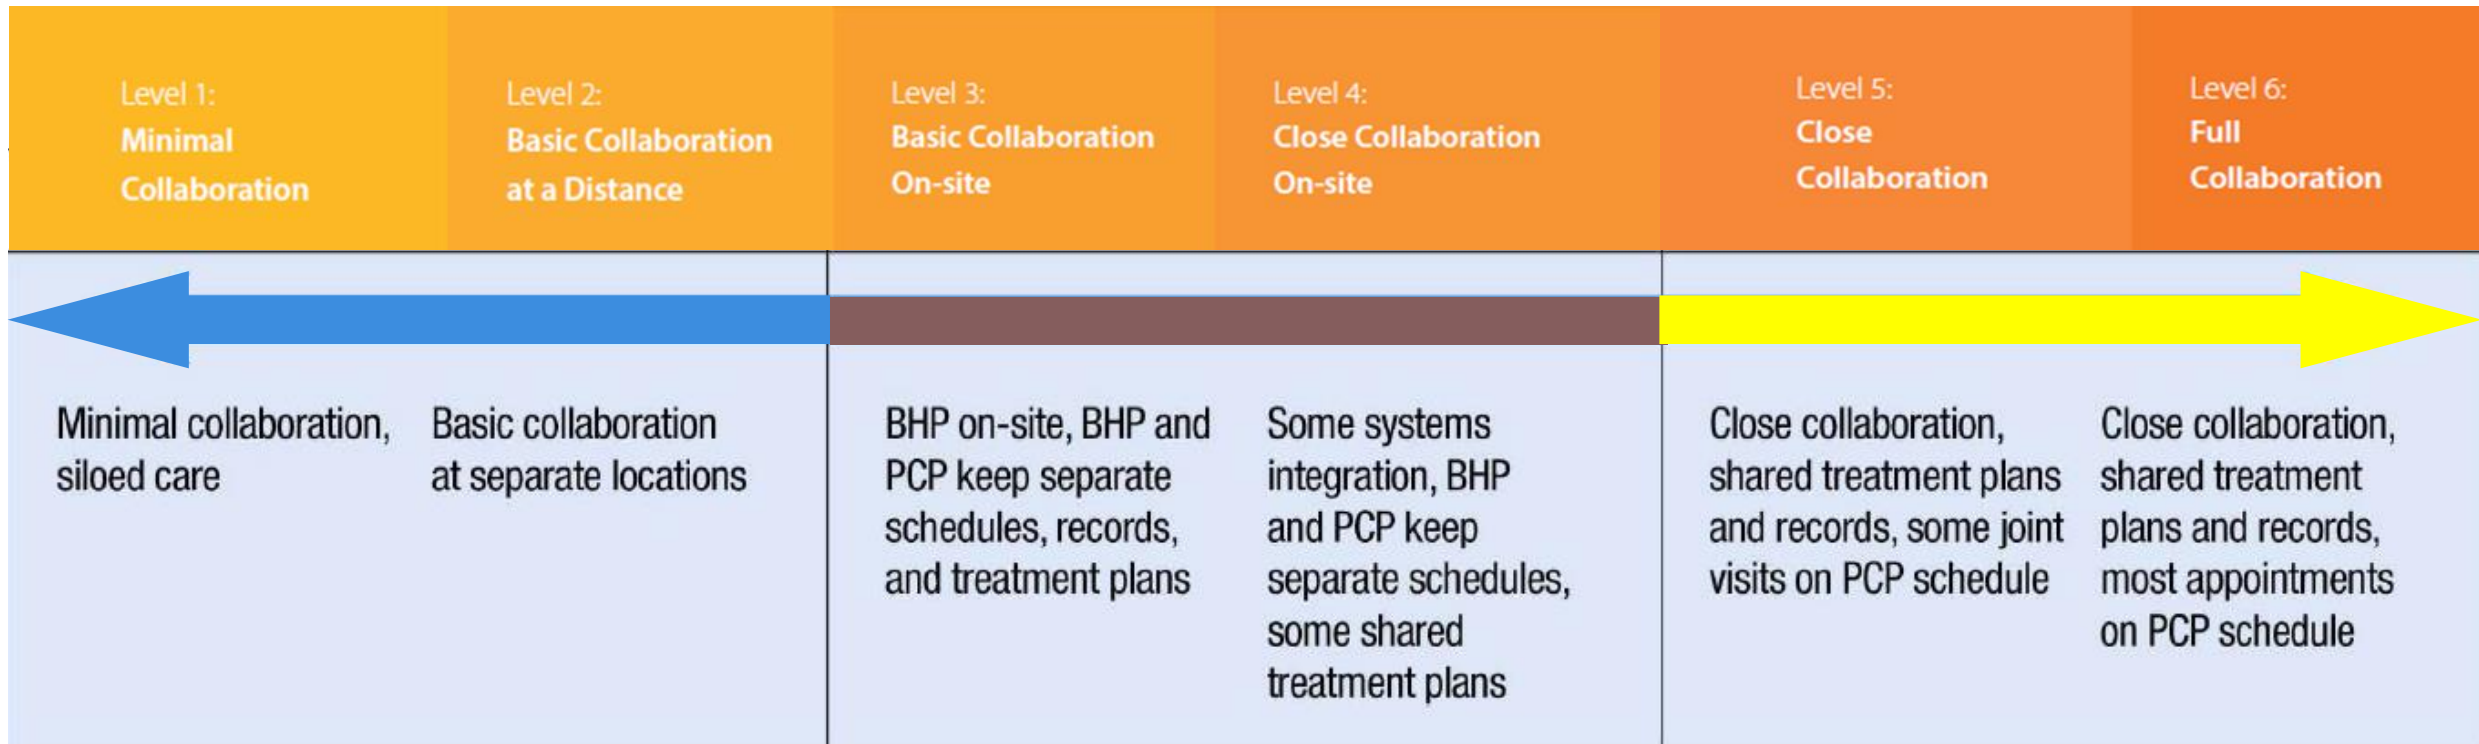 Level 1:
Minimal
Collaboration
Level 2:
Basic Collaboration
at a Distance
Level 3:
Basic Collaboration
On-site
Level 4:
Close Collaboration
On-site
Level 5:
Close
Collaboration
Level 6:
Full
Collaboration
Minimal collaboration,
siloed care
Basic collaboration
at separate locations
BHP on-site, BHP and
PCP keep separate
schedules, records,
and treatment plans
Some systems
integration, BHP
and PCP keep
separate schedules,
some shared
treatment plans
Close collaboration,
shared treatment plans
and records, some joint
visits on PCP schedule
Close collaboration,
shared treatment
plans and records,
most appointments
on PCP schedule